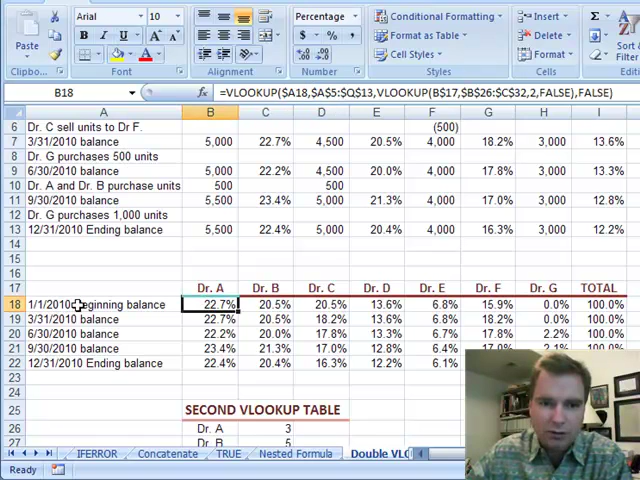 Arial 10 Percentage Conditional Formatting Insert Σ
Paste B I U A A $ % , Format as Table Delete
Cell Styles Format
Clipboard Font Alignment Number Styles Cells
B18 fx =VLOOKUP($A18,$A$5:$Q$13,VLOOKUP(B$17,$B$26:$C$32,2,FALSE),FALSE)
A B C D E F G H I
6 Dr. C sell units to Dr F. (500)
7 3/31/2010 balance 5,000 22.7% 4,500 20.5% 4,000 18.2% 3,000 13.6%
8 Dr. G purchases 500 units
9 6/30/2010 balance 5,000 22.2% 4,500 20.0% 4,000 17.8% 3,000 13.3%
10 Dr. A and Dr. B purchase units 500 500
11 9/30/2010 balance 5,500 23.4% 5,000 21.3% 4,000 17.0% 3,000 12.8%
12 Dr. G purchases 1,000 units
13 12/31/2010 Ending balance 5,500 22.4% 5,000 20.4% 4,000 16.3% 3,000 12.2%
14
15
16
17 Dr. A Dr. B Dr. C Dr. D Dr. E Dr. F Dr. G TOTAL
18 1/1/2010 beginning balance 22.7% 20.5% 20.5% 13.6% 6.8% 15.9% 0.0% 100.0%
19 3/31/2010 balance 22.7% 20.5% 18.2% 13.6% 6.8% 18.2% 0.0% 100.0%
20 6/30/2010 balance 22.2% 20.0% 17.8% 13.3% 6.7% 17.8% 2.2% 100.0%
21 9/30/2010 balance 23.4% 21.3% 17.0% 12.8% 6.4% 17.0% 2.1% 100.0%
22 12/31/2010 Ending balance 22.4% 20.4% 16.3% 12.2% 6.1%
23
24
25 SECOND VLOOKUP TABLE
26 Dr. A 3
27 Dr. B 5
IFERROR Concatenate TRUE Nested Formula Double VLO
Ready